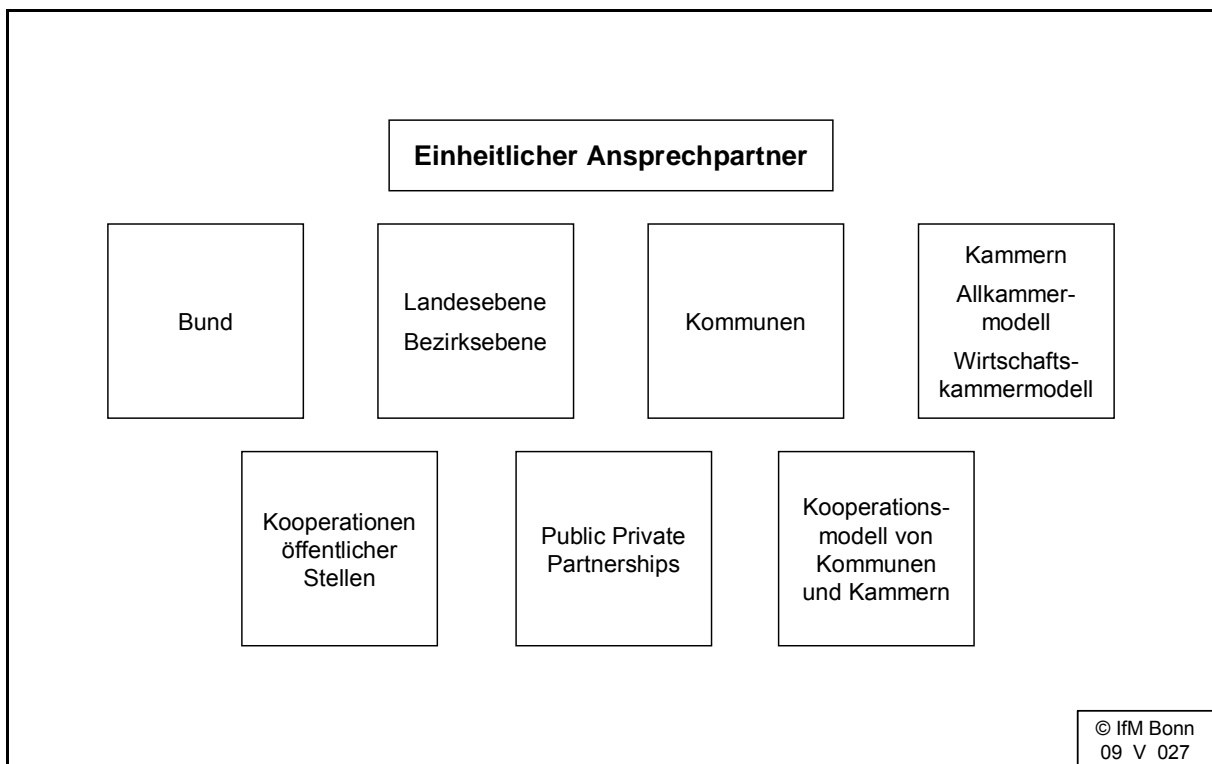 Einheitlicher Ansprechpartner
Bund
Landesebene
Bezirksebene
Kommunen
Kammern
Allkammer-
modell
Wirtschafts-
kammermodell
Kooperationen
öffentlicher
Stellen
Public Private
Partnerships
Kooperations-
modell von
Kommunen
und Kammern
© IfM Bonn
09 V 027